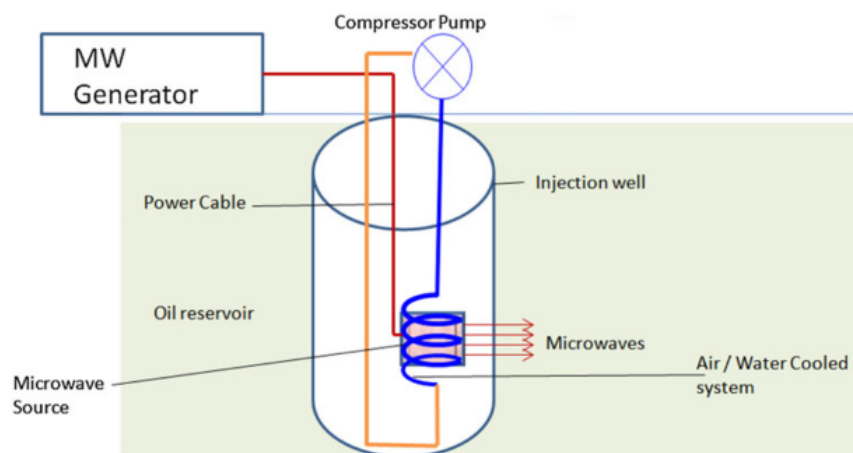 Compressor Pump
MW
Generator
Injection well
Power Cable
Oil reservoir
Microwaves
Microwave
Source
Air / Water Cooled
system